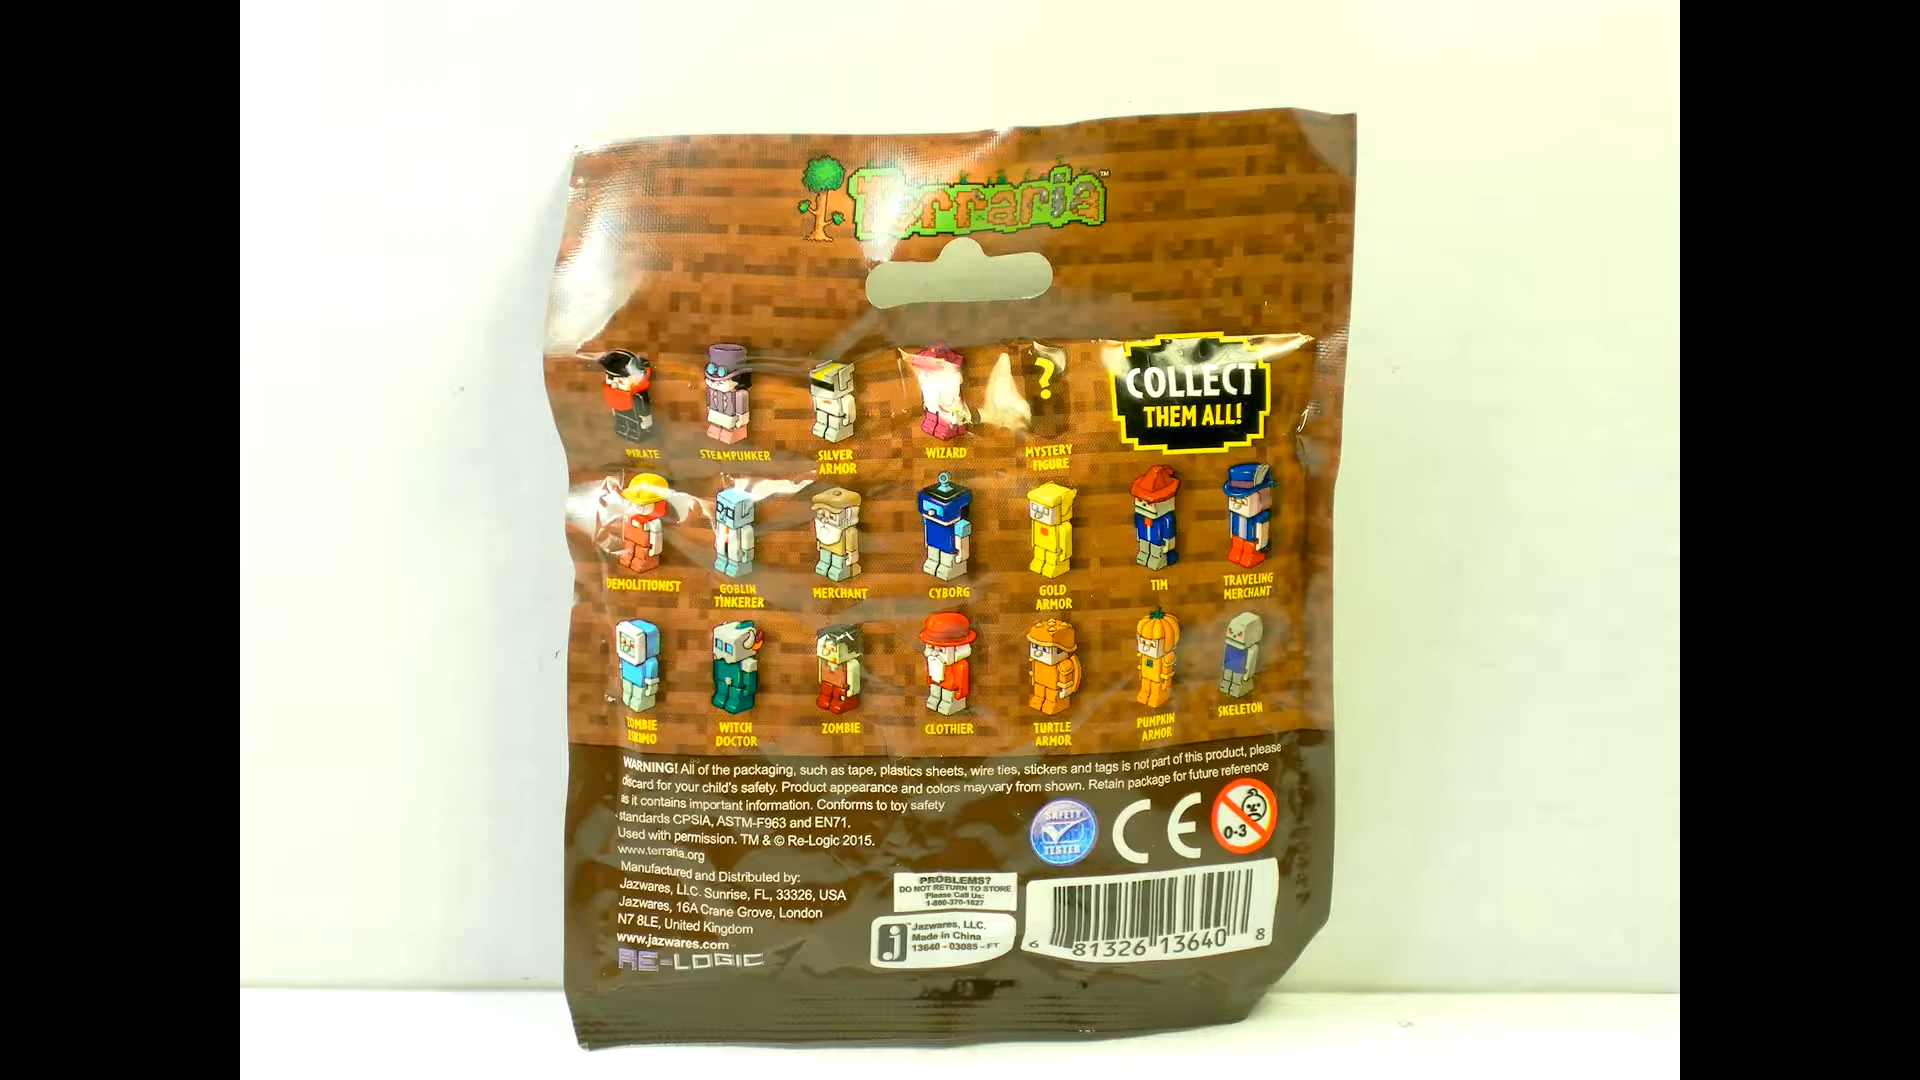 Terraria™
COLLECT
THEM ALL!
?
PIRATE
STEAMPUNKER
SILVER
ARMOR
WIZARD
MYSTERY
FIGURE
DEMOLITIONIST
GOBLIN
TINKERER
MERCHANT
CYBORG
GOLD
ARMOR
TIM
TRAVELING
MERCHANT
ZOMBIE
ESKIMO
WITCH
DOCTOR
ZOMBIE
CLOTHIER
TURTLE
ARMOR
PUMPKIN
ARMOR
SKELETON
WARNING! All of the packaging, such as tape, plastics sheets, wire ties, stickers and tags is not part of this product, please
discard for your child's safety. Product appearance and colors mayvary from shown. Retain package for future reference
as it contains important information. Conforms to toy safety
standards CPSIA, ASTM-F963 and EN71.
Used with permission. TM & © Re-Logic 2015.
www.terraria.org
Manufactured and Distributed by:
Jazwares, LLC. Sunrise, FL, 33326, USA
Jazwares, 16A Crane Grove, London
N7 8LE, United Kingdom
www.jazwares.com
RE-LOGIC
SAFETY
TESTED
CE
0-3
PROBLEMS?
DO NOT RETURN TO STORE
Please Call Us:
1-800-370-1827
j
Jazwares, LLC.
Made in China
13640 - 03085 - FT
6 81326 13640 8